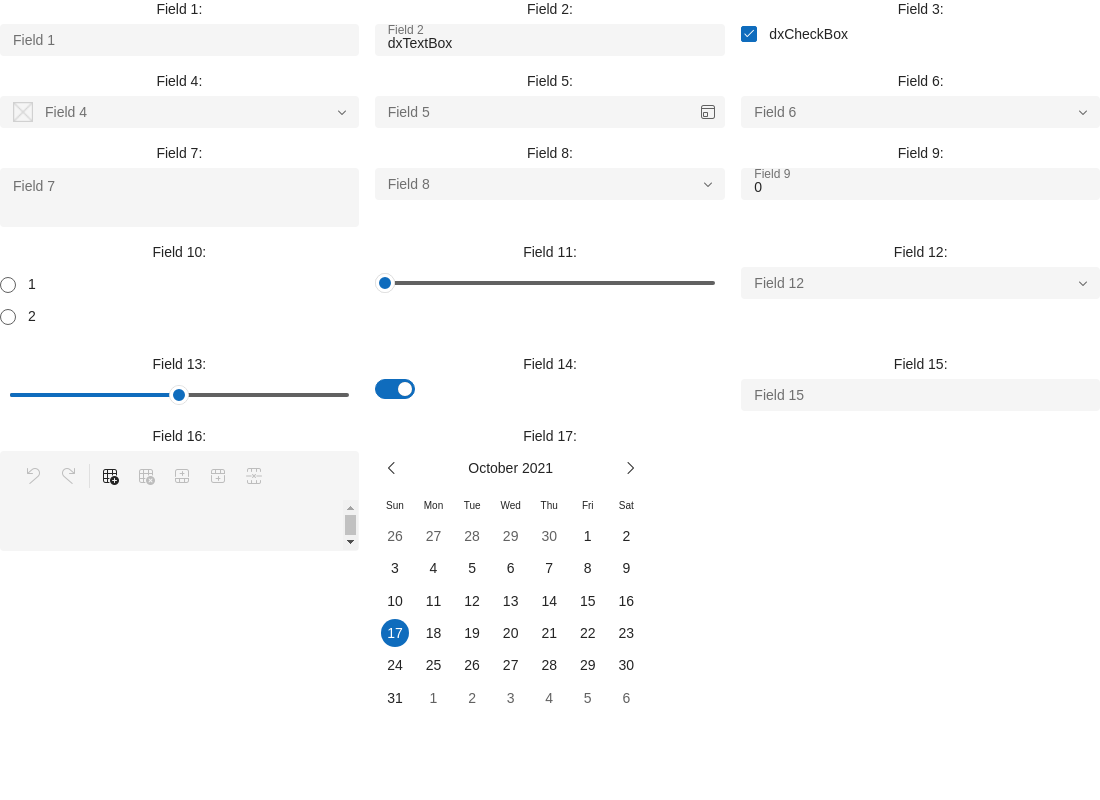 Field 1:
Field 2:
Field 3:
Field 1
Field 2
dxTextBox
dxCheckBox
Field 4:
Field 5:
Field 6:
Field 4
Field 5
Field 6
Field 7:
Field 8:
Field 9:
Field 7
Field 8
Field 9
0
Field 10:
Field 11:
Field 12:
1
2
Field 12
Field 13:
Field 14:
Field 15:
Field 15
Field 16:
Field 17:
October 2021
Sun Mon Tue Wed Thu Fri Sat
26 27 28 29 30 1 2
3 4 5 6 7 8 9
10 11 12 13 14 15 16
17 18 19 20 21 22 23
24 25 26 27 28 29 30
31 1 2 3 4 5 6